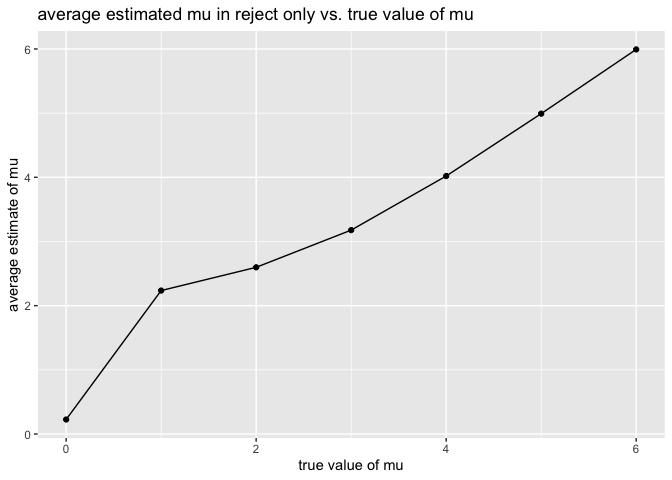 average estimated mu in reject only vs. true value of mu
average estimate of mu
6
4
2
0
0
2
4
6
true value of mu